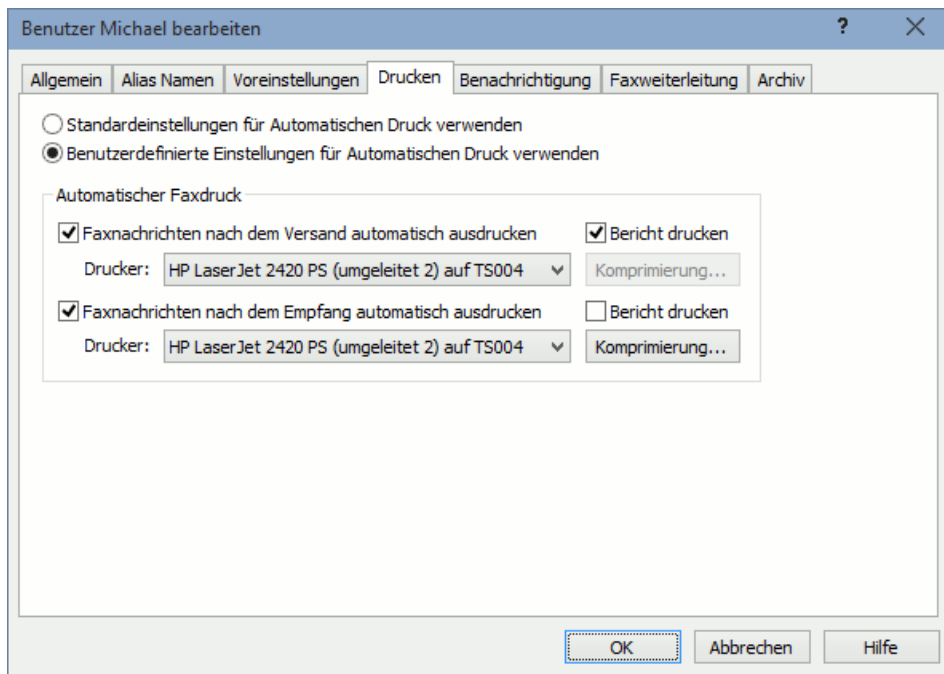 Benutzer Michael bearbeiten ?
Allgemein Alias Namen Voreinstellungen Drucken Benachrichtigung Faxweiterleitung Archiv
Standardeinstellungen für Automatischen Druck verwenden
Benutzerdefinierte Einstellungen für Automatischen Druck verwenden
Automatischer Faxdruck
Faxnachrichten nach dem Versand automatisch ausdrucken Bericht drucken
Drucker: HP LaserJet 2420 PS (umgeleitet 2) auf TS004 Komprimierung...
Faxnachrichten nach dem Empfang automatisch ausdrucken Bericht drucken
Drucker: HP LaserJet 2420 PS (umgeleitet 2) auf TS004 Komprimierung...
OK Abbrechen Hilfe